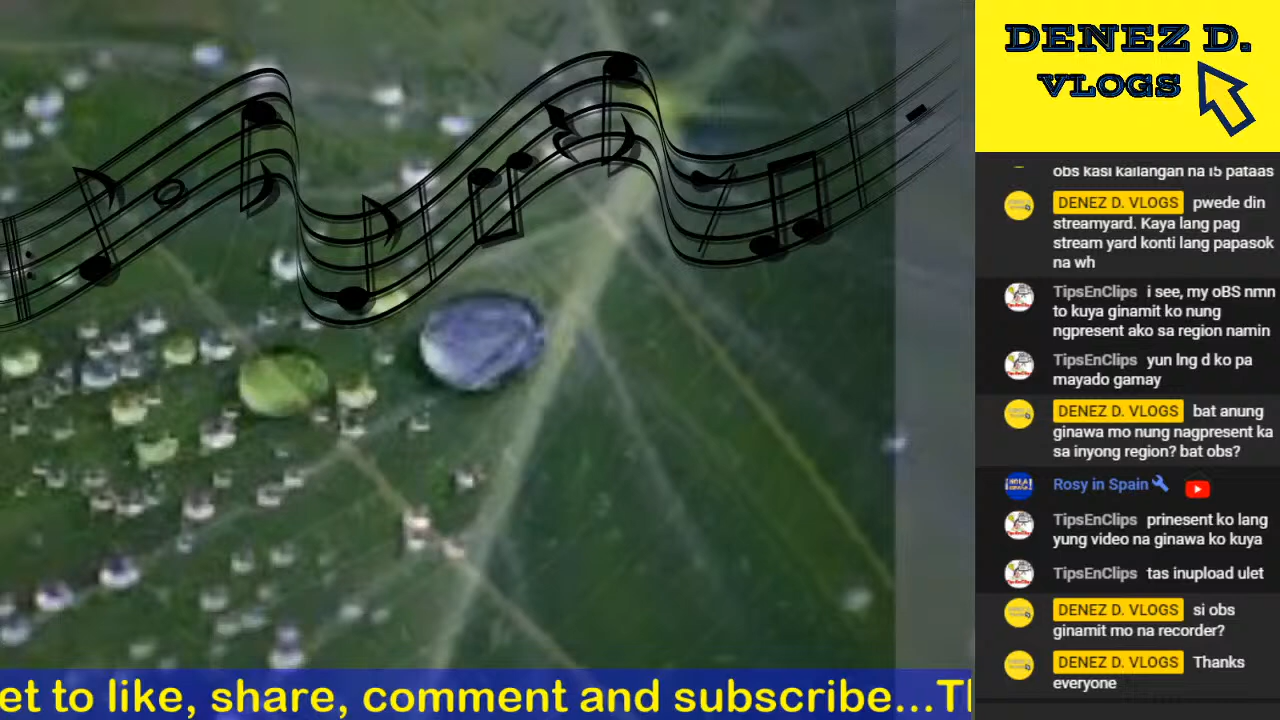 DENEZ D.
VLOGS
obs kasi kailangan na i5 pataas
DENEZ D. VLOGS pwede din
streamyard. Kaya lang pag
stream yard konti lang papasok
na wh
TipsEnClips i see, my oBS nmn
to kuya ginamit ko nung
ngpresent ako sa region namin
TipsEnClips yun lng d ko pa
mayado gamay
DENEZ D. VLOGS bat anung
ginawa mo nung nagpresent ka
sa inyong region? bat obs?
Rosy in Spain
TipsEnClips prinesent ko lang
yung video na ginawa ko kuya
TipsEnClips tas inupload ulet
DENEZ D. VLOGS si obs
ginamit mo na recorder?
DENEZ D. VLOGS Thanks
everyone
et to like, share, comment and subscribe...